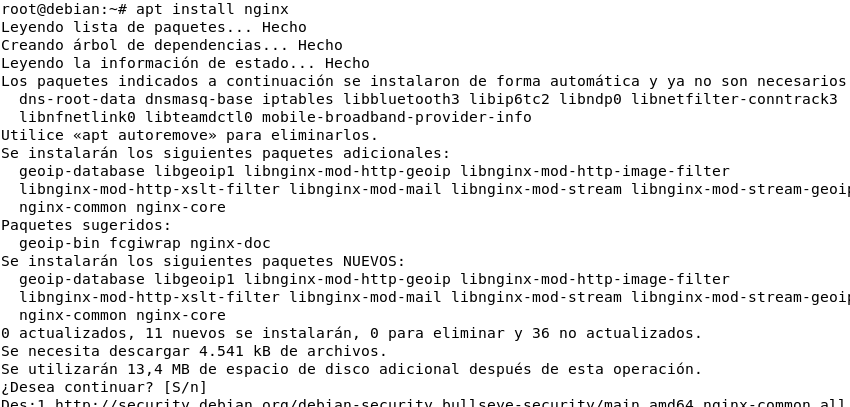 root@debian:~# apt install nginx
Leyendo lista de paquetes... Hecho
Creando árbol de dependencias... Hecho
Leyendo la información de estado... Hecho
Los paquetes indicados a continuación se instalaron de forma automática y ya no son necesarios
dns-root-data dnsmasq-base iptables libbluetooth3 libip6tc2 libndp0 libnetfilter-conntrack3
libnfnetlink0 libteamdctl0 mobile-broadband-provider-info
Utilice «apt autoremove» para eliminarlos.
Se instalarán los siguientes paquetes adicionales:
geoip-database libgeoip1 libnginx-mod-http-geoip libnginx-mod-http-image-filter
libnginx-mod-http-xslt-filter libnginx-mod-mail libnginx-mod-stream libnginx-mod-stream-geoip
nginx-common nginx-core
Paquetes sugeridos:
geoip-bin fcgiwrap nginx-doc
Se instalarán los siguientes paquetes NUEVOS:
geoip-database libgeoip1 libnginx-mod-http-geoip libnginx-mod-http-image-filter
libnginx-mod-http-xslt-filter libnginx-mod-mail libnginx-mod-stream libnginx-mod-stream-geoip
nginx-common nginx-core
0 actualizados, 11 nuevos se instalarán, 0 para eliminar y 36 no actualizados.
Se necesita descargar 4.541 kB de archivos.
Se utilizarán 13,4 MB de espacio de disco adicional después de esta operación.
¿Desea continuar? [S/n]
Des:1 http://security.debian.org/debian-security bullseye-security/main amd64 nginx-common all